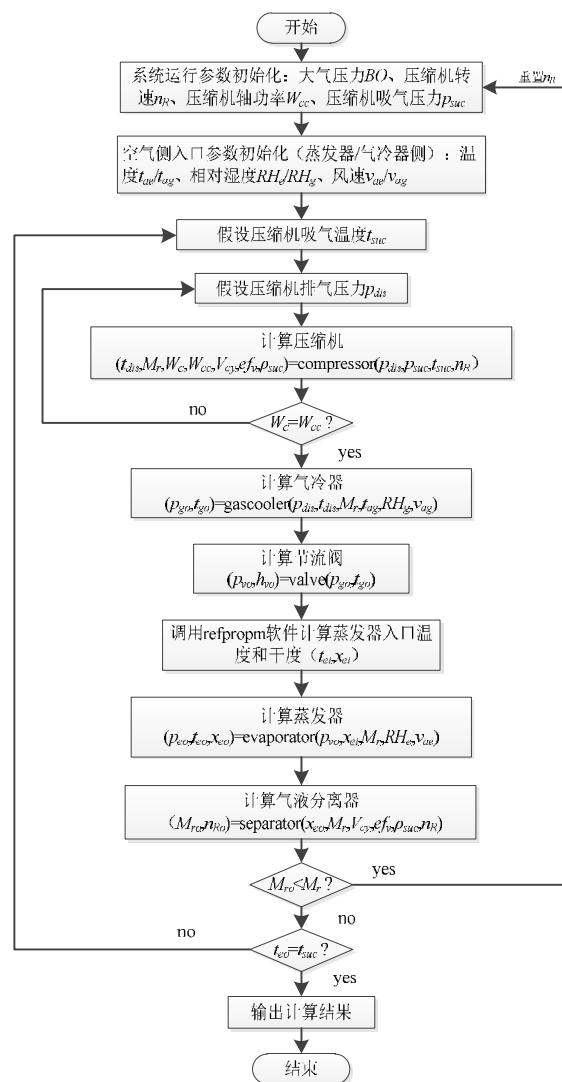 开始
系统运行参数初始化：大气压力BO、压缩机转
速nR、压缩机轴功率Wcc、压缩机吸气压力psuc
重置nR
空气侧入口参数初始化（蒸发器/气冷器侧）：温
度tae/tag、相对湿度RHe/RHg、风速vae/vag
假设压缩机吸气温度tsuc
假设压缩机排气压力pdis
计算压缩机
(tdis,Mr,Wc,Wcc,Vcy,efv,ρsuc)=compressor(pdis,psuc,tsuc,nR)
no
Wc=Wcc？
yes
计算气冷器
(pgo,tgo)=gascooler(pdis,tdis,Mr,tag,RHg,vag)
计算节流阀
(pvo,hvo)=valve(pgo,tgo)
调用refpropm软件计算蒸发器入口温
度和干度（tei,xei）
计算蒸发器
(peo,teo,xeo)=evaporator(pvo,xei,Mr,RHe,vae)
计算气液分离器
（Mro,nRo)=separator(xeo,Mr,Vcy,efv,ρsuc,nR)
Mro<Mr？
yes
no
no
teo=tsuc？
yes
输出计算结果
结束